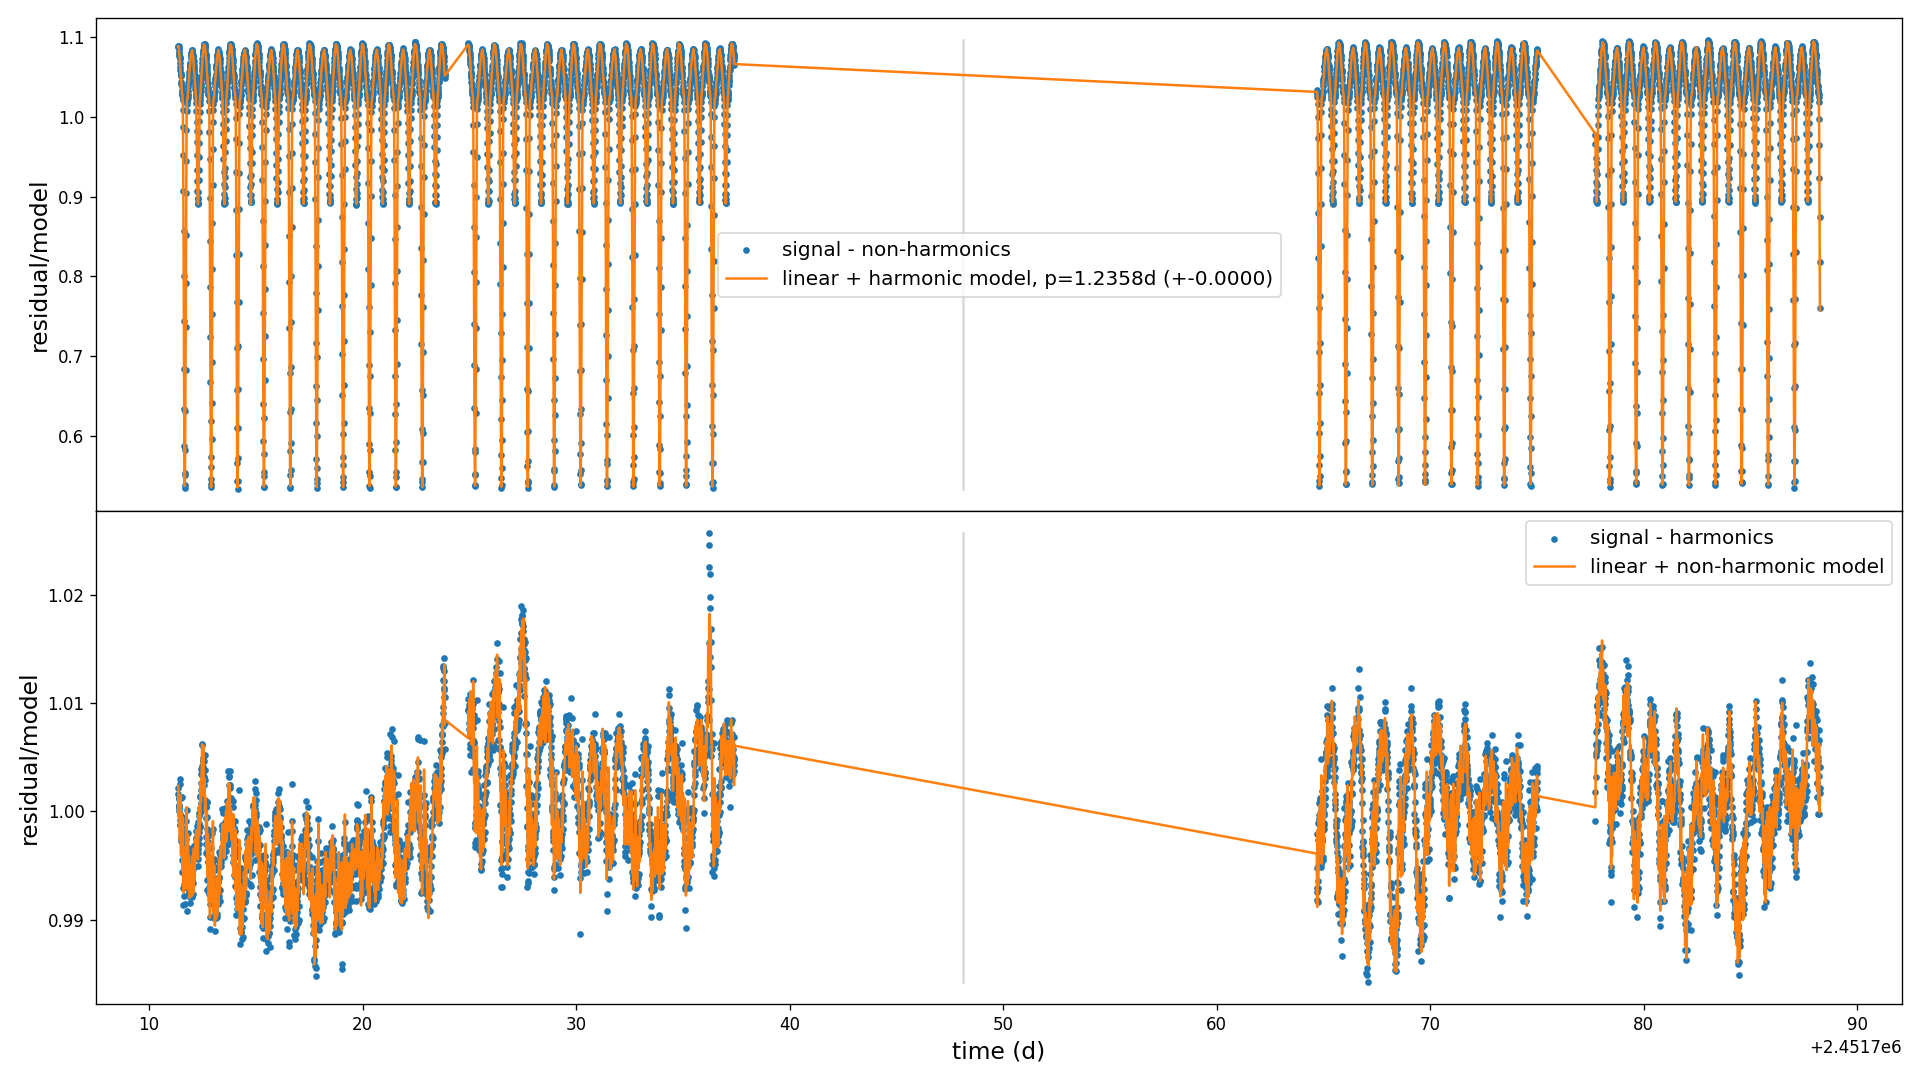 residual/model
1.1
1.0
0.9
0.8
0.7
0.6
signal - non-harmonics
linear + harmonic model, p=1.2358d (+-0.0000)
residual/model
1.02
1.01
1.00
0.99
signal - harmonics
linear + non-harmonic model
10 20 30 40 50 60 70 80 90
time (d)
+2.4517e6